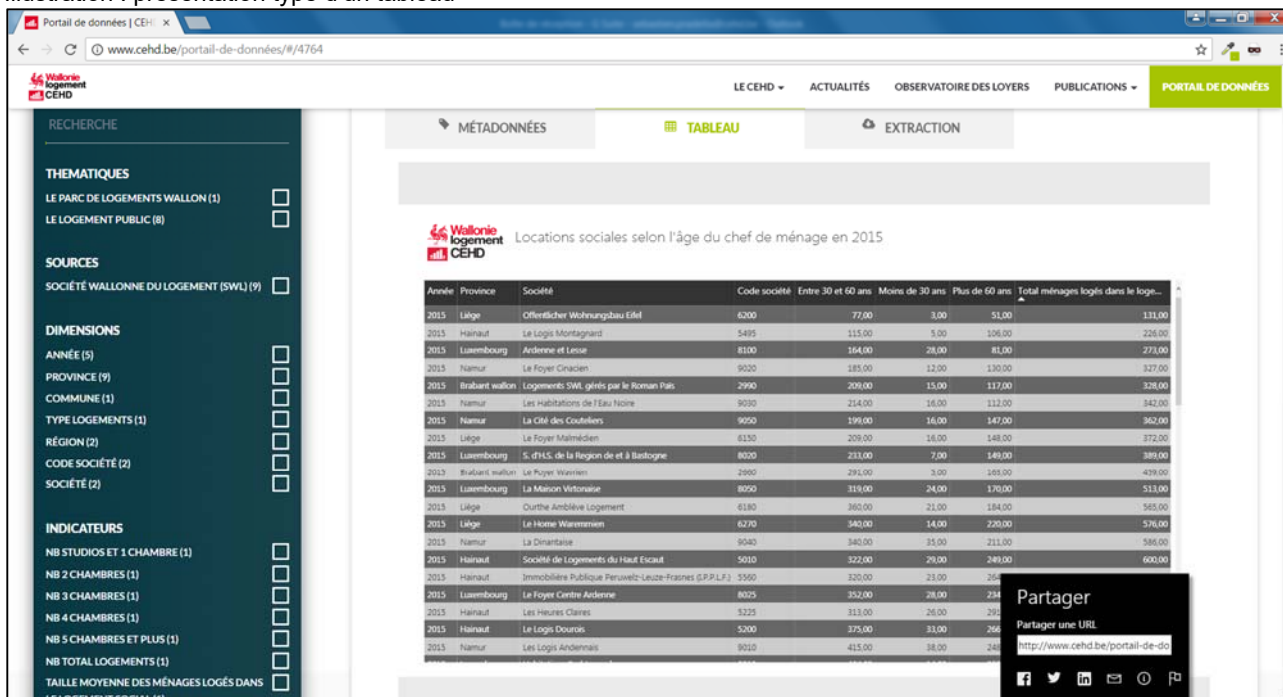 Illustration : présentation type d'un tableau
Portail de données | CEH
www.cehd.be/portail-de-données/#/4764
Wallonie
logement
CEHD
LE CEHD
ACTUALITÉS
OBSERVATOIRE DES LOYERS
PUBLICATIONS
PORTAIL DE DONNÉES
RECHERCHE
THEMATIQUES
LE PARC DE LOGEMENTS WALLON (1)
LE LOGEMENT PUBLIC (8)
SOURCES
SOCIÉTÉ WALLONNE DU LOGEMENT (SWL) (9)
DIMENSIONS
ANNÉE (5)
PROVINCE (9)
COMMUNE (1)
TYPE LOGEMENTS (1)
RÉGION (2)
CODE SOCIÉTÉ (2)
SOCIÉTÉ (2)
INDICATEURS
NB STUDIOS ET 1 CHAMBRE (1)
NB 2 CHAMBRES (1)
NB 3 CHAMBRES (1)
NB 4 CHAMBRES (1)
NB 5 CHAMBRES ET PLUS (1)
NB TOTAL LOGEMENTS (1)
TAILLE MOYENNE DES MÉNAGES LOGÉS DANS
MÉTADONNÉES
TABLEAU
EXTRACTION
Wallonie
logement
CEHD
Locations sociales selon l'âge du chef de ménage en 2015
Année Province Société Code société Entre 30 et 60 ans Moins de 30 ans Plus de 60 ans Total ménages logés dans le loge...
2015 Liège Offentlicher Wohnungsbau Eifel 6200 77,00 3,00 51,00 131,00
2015 Hainaut Le Logis Montagnard 5495 115,00 5,00 106,00 226,00
2015 Luxembourg Ardenne et Lesse 8100 164,00 28,00 81,00 273,00
2015 Namur Le Foyer Cinacien 9020 185,00 12,00 130,00 327,00
2015 Brabant wallon Logements SWL gérés par le Roman Païs 2990 209,00 15,00 117,00 328,00
2015 Namur Les Habitations de l'Eau Noire 9030 214,00 16,00 112,00 342,00
2015 Namur La Cité des Couteliers 9050 199,00 16,00 147,00 362,00
2015 Liège Le Foyer Malmédien 6150 209,00 16,00 148,00 372,00
2015 Luxembourg S. d'H.S. de la Region de et à Bastogne 8020 233,00 7,00 149,00 389,00
2015 Brabant wallon Le Foyer Wavrien 2960 291,00 3,00 165,00 459,00
2015 Luxembourg La Maison Virtonaise 8050 319,00 24,00 170,00 513,00
2015 Liège Ourthe Amblève Logement 6180 360,00 21,00 184,00 565,00
2015 Liège Le Home Waremmien 6270 340,00 14,00 220,00 576,00
2015 Namur La Dinantaise 9040 340,00 35,00 211,00 586,00
2015 Hainaut Société de Logements du Haut Escaut 5010 322,00 29,00 249,00 600,00
2015 Hainaut Immobilière Publique Peruwelz-Leuze-Frasnes (I.P.P.L.F.) 5560 320,00 23,00 264
2015 Luxembourg Le Foyer Centre Ardenne 8025 352,00 28,00 234
2015 Hainaut Les Heures Claires 5225 313,00 26,00 291
2015 Hainaut Le Logis Dourois 5200 375,00 33,00 266
2015 Namur Les Logis Andennais 9010 415,00 38,00 248
Partager
Partager une URL
http://www.cehd.be/portail-de-do